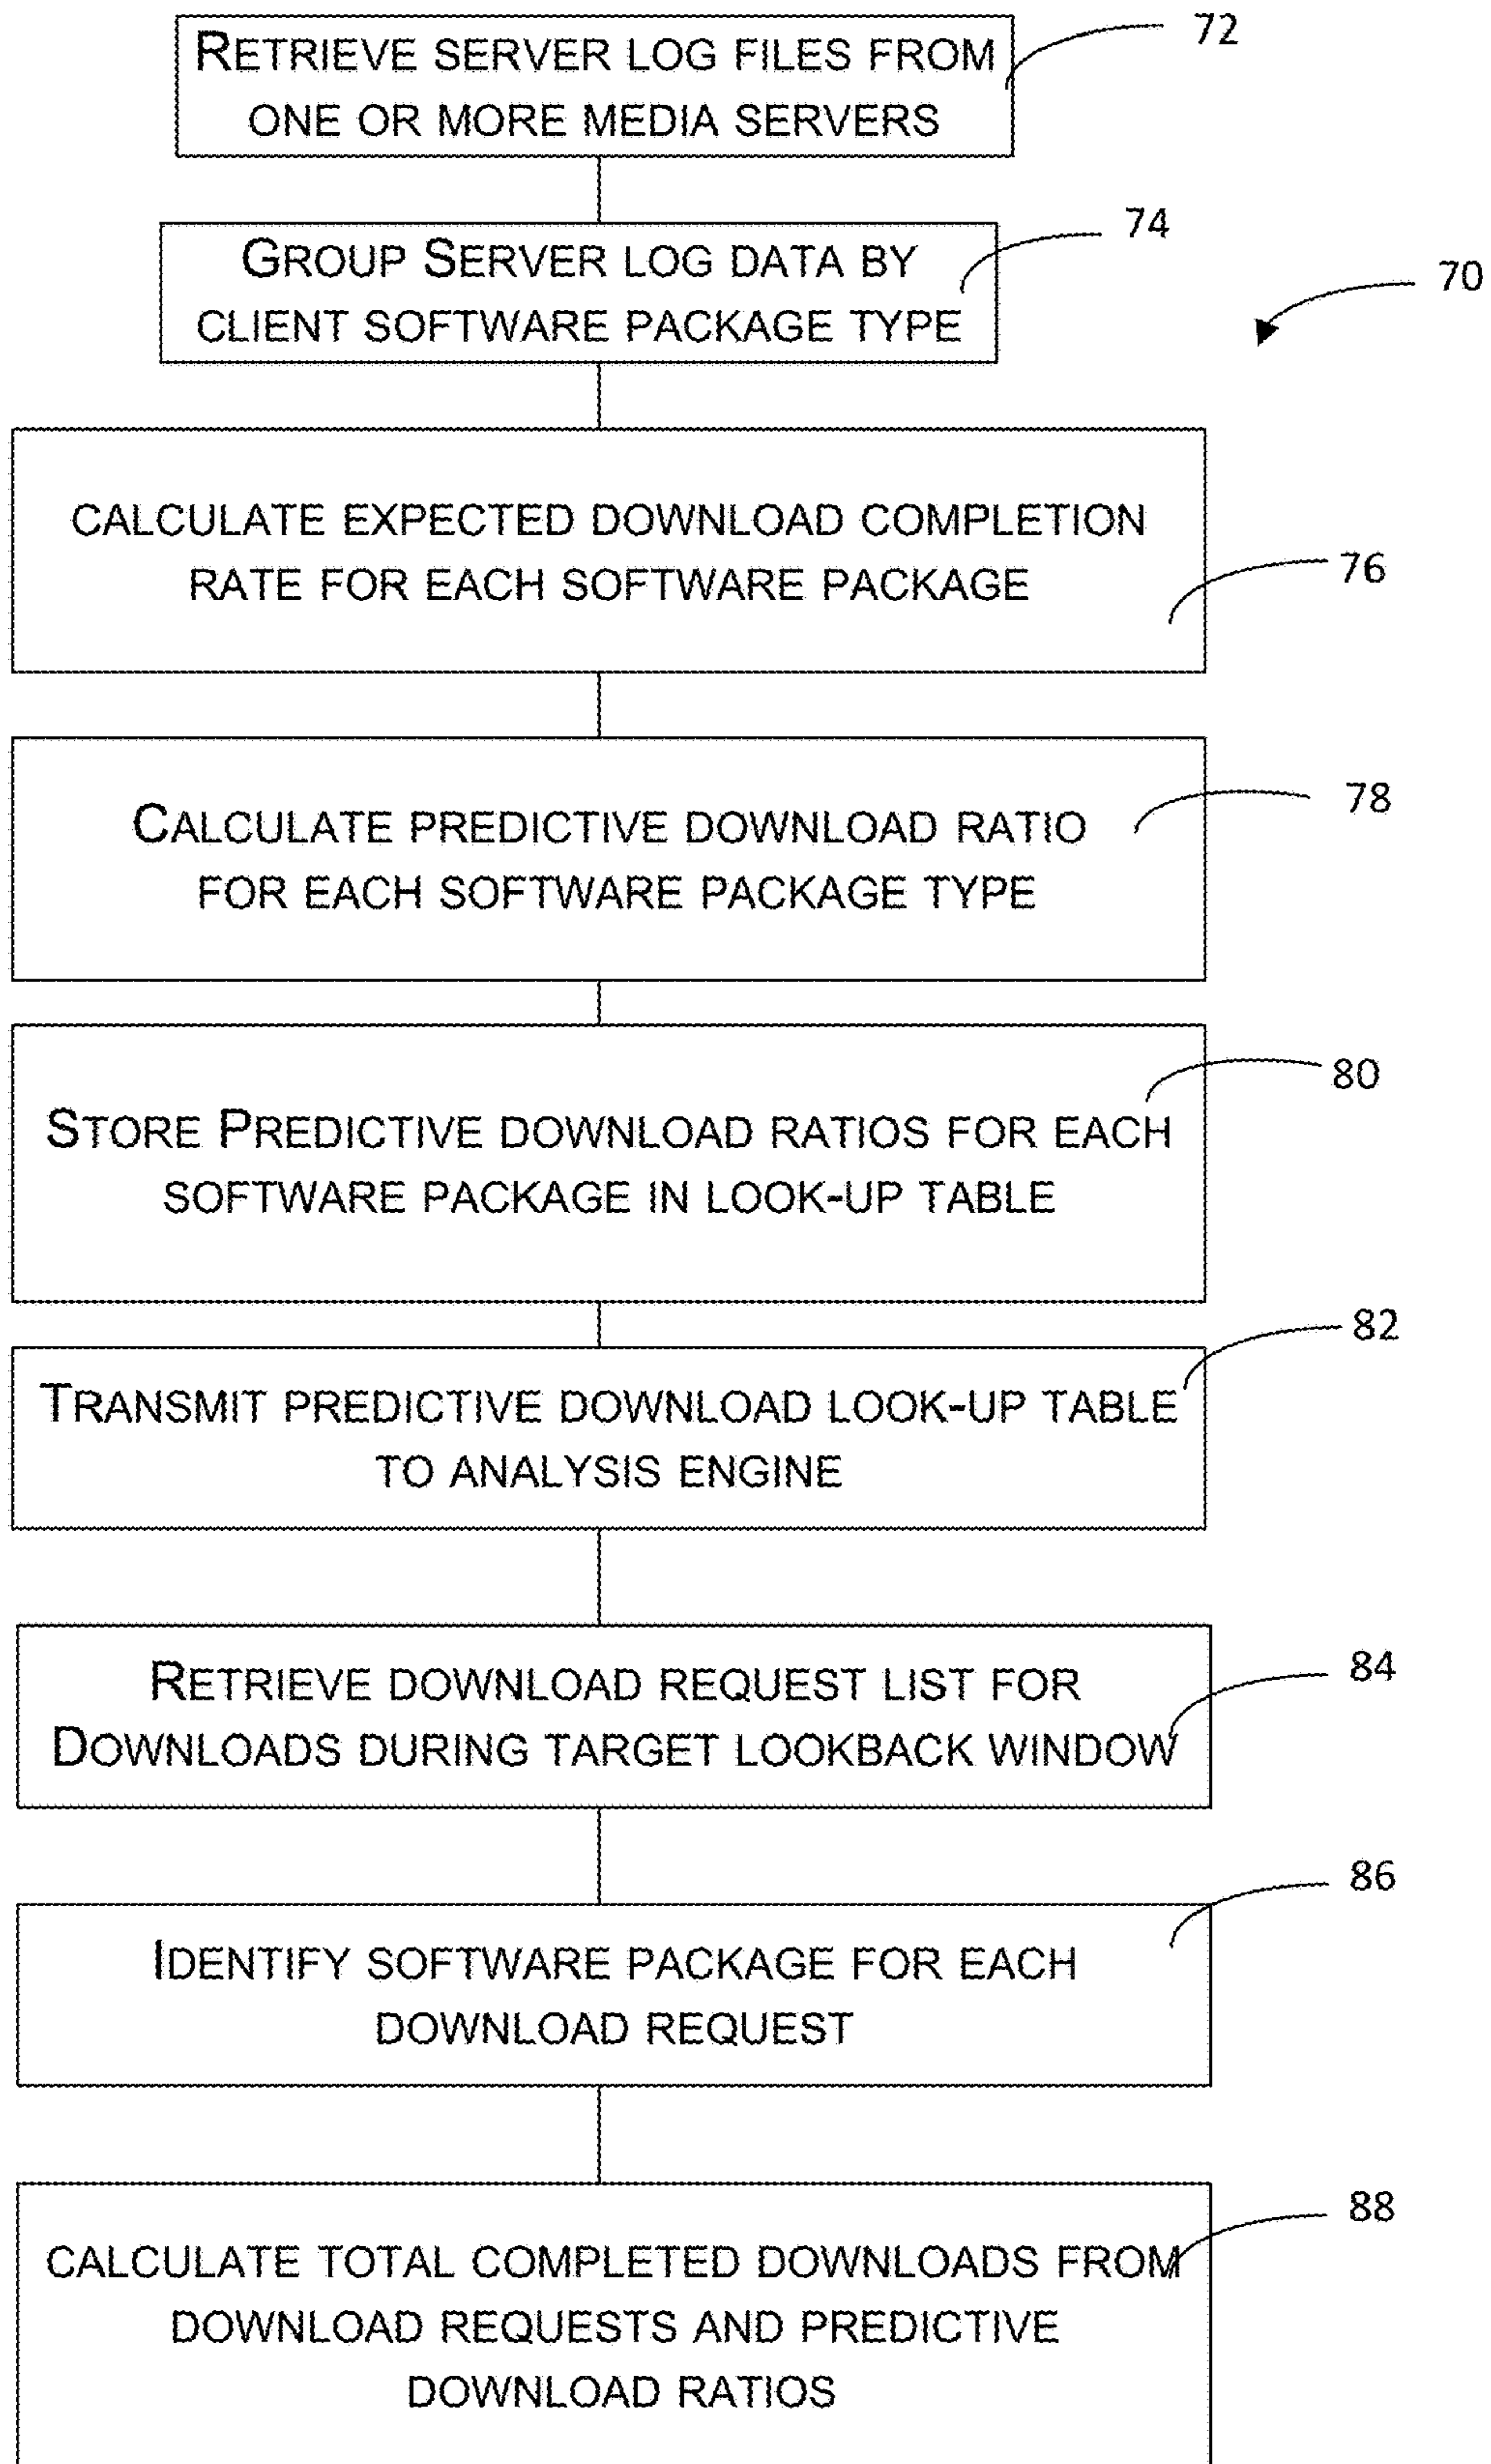 RETRIEVE SERVER LOG FILES FROM
ONE OR MORE MEDIA SERVERS
72
GROUP SERVER LOG DATA BY
CLIENT SOFTWARE PACKAGE TYPE
74
70
CALCULATE EXPECTED DOWNLOAD COMPLETION
RATE FOR EACH SOFTWARE PACKAGE
76
CALCULATE PREDICTIVE DOWNLOAD RATIO
FOR EACH SOFTWARE PACKAGE TYPE
78
STORE PREDICTIVE DOWNLOAD RATIOS FOR EACH
SOFTWARE PACKAGE IN LOOK-UP TABLE
80
TRANSMIT PREDICTIVE DOWNLOAD LOOK-UP TABLE
TO ANALYSIS ENGINE
82
RETRIEVE DOWNLOAD REQUEST LIST FOR
DOWNLOADS DURING TARGET LOOKBACK WINDOW
84
IDENTIFY SOFTWARE PACKAGE FOR EACH
DOWNLOAD REQUEST
86
CALCULATE TOTAL COMPLETED DOWNLOADS FROM
DOWNLOAD REQUESTS AND PREDICTIVE
DOWNLOAD RATIOS
88